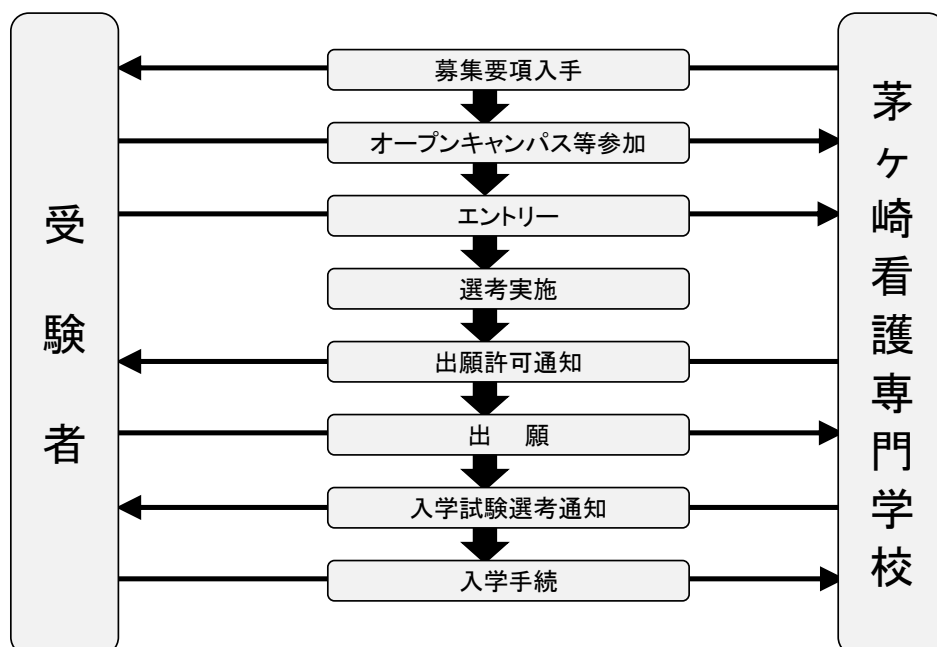 受験者
募集要項入手
オープンキャンパス等参加
エントリー
選考実施
出願許可通知
出　願
入学試験選考通知
入学手続
茅ヶ崎看護専門学校